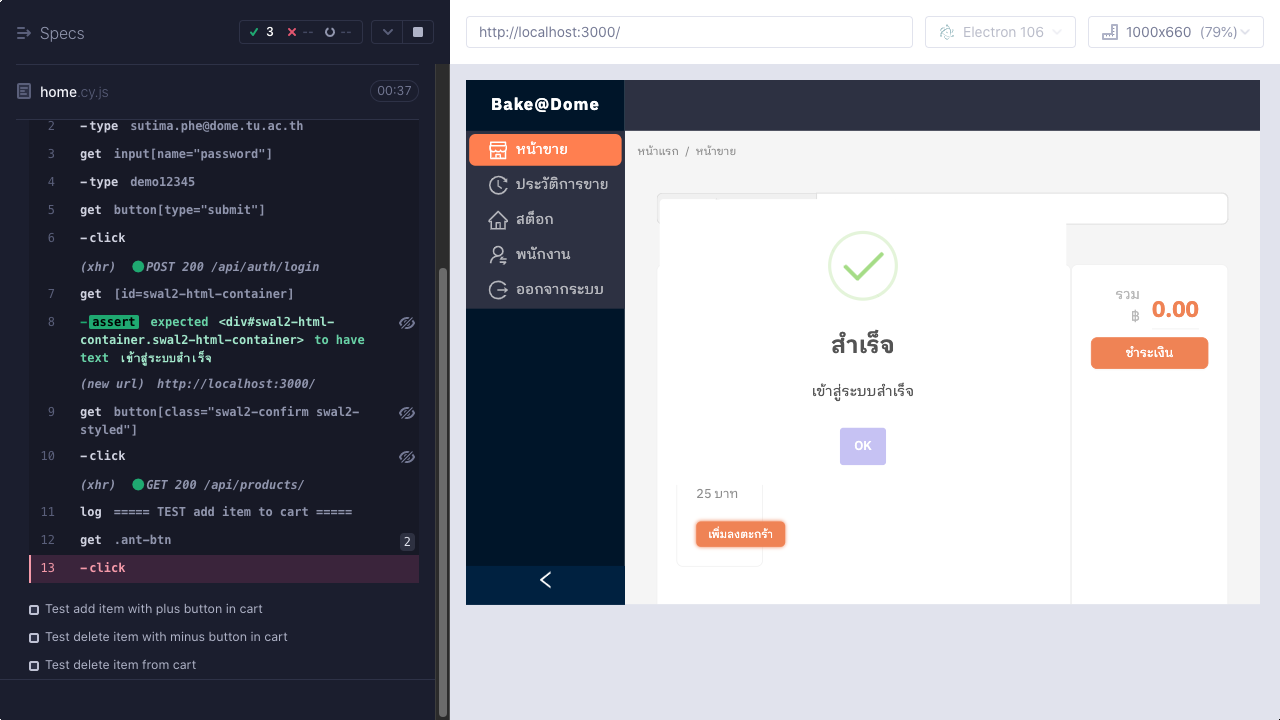 Specs
3 -- --
home.cy.js
00:37
2 -type sutima.phe@dome.tu.ac.th
3 get input[name="password"]
4 -type demo12345
5 get button[type="submit"]
6 -click
(xhr) POST 200 /api/auth/login
7 get [id=swal2-html-container]
8 -assert expected <div#swal2-html-
container.swal2-html-container> to have
text เข้าสู่ระบบสำเร็จ
(new url) http://localhost:3000/
9 get button[class="swal2-confirm swal2-
styled"]
10 -click
(xhr) GET 200 /api/products/
11 log ===== TEST add item to cart =====
12 get .ant-btn 2
13 -click
Test add item with plus button in cart
Test delete item with minus button in cart
Test delete item from cart
http://localhost:3000/
Electron 106
1000x660 (79%)
Bake@Dome
หน้าขาย
ประวัติการขาย
สต็อก
พนักงาน
ออกจากระบบ
หน้าแรก / หน้าขาย
สำเร็จ
เข้าสู่ระบบสำเร็จ
OK
25 บาท
เพิ่มลงตะกร้า
รวม
฿ 0.00
ชำระเงิน